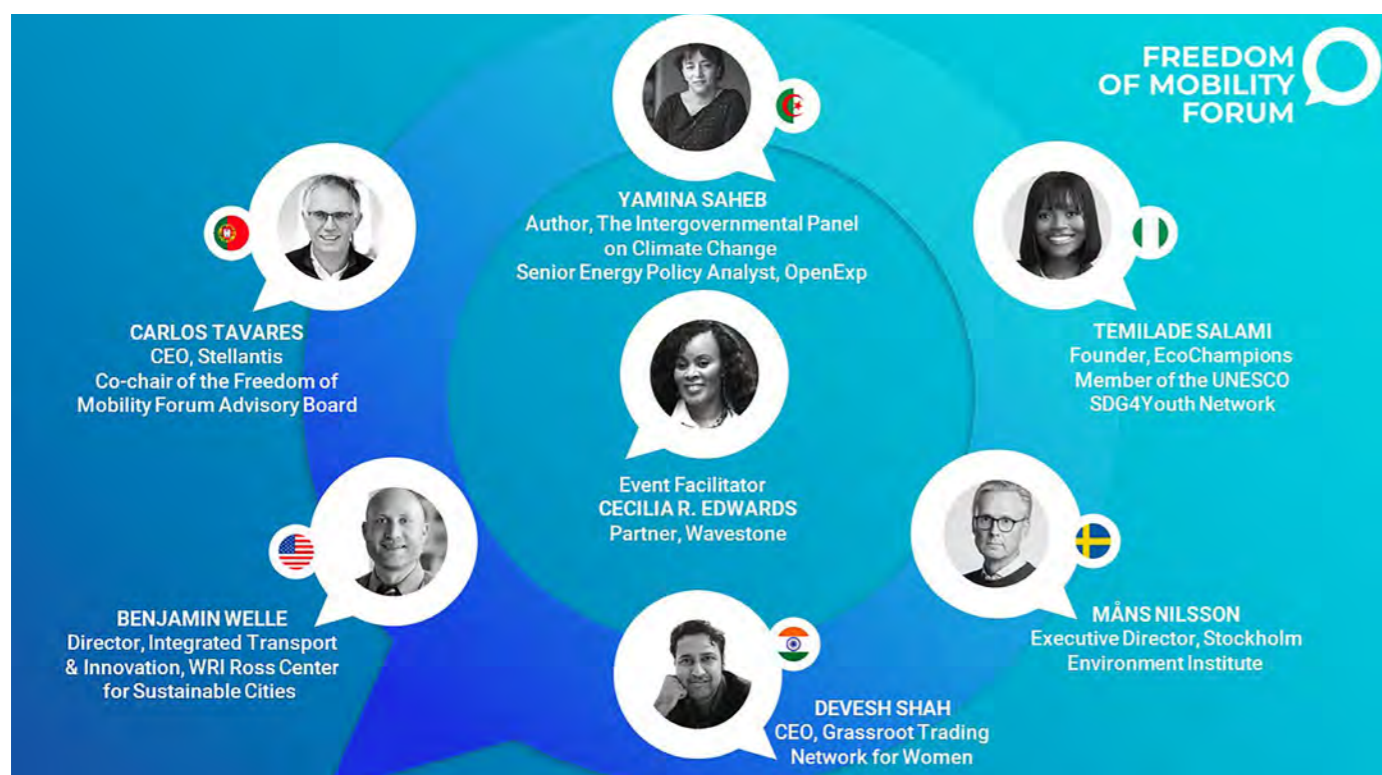 FREEDOM
OF MOBILITY
FORUM
YAMINA SAHEB
Author, The Intergovernmental Panel
on Climate Change
Senior Energy Policy Analyst, OpenExp
CARLOS TAVARES
CEO, Stellantis
Co-chair of the Freedom of
Mobility Forum Advisory Board
TEMILADE SALAMI
Founder, EcoChampions
Member of the UNESCO
SDG4Youth Network
Event Facilitator
CECILIA R. EDWARDS
Partner, Wavestone
BENJAMIN WELLE
Director, Integrated Transport
& Innovation, WRI Ross Center
for Sustainable Cities
MÅNS NILSSON
Executive Director, Stockholm
Environment Institute
DEVESH SHAH
CEO, Grassroot Trading
Network for Women